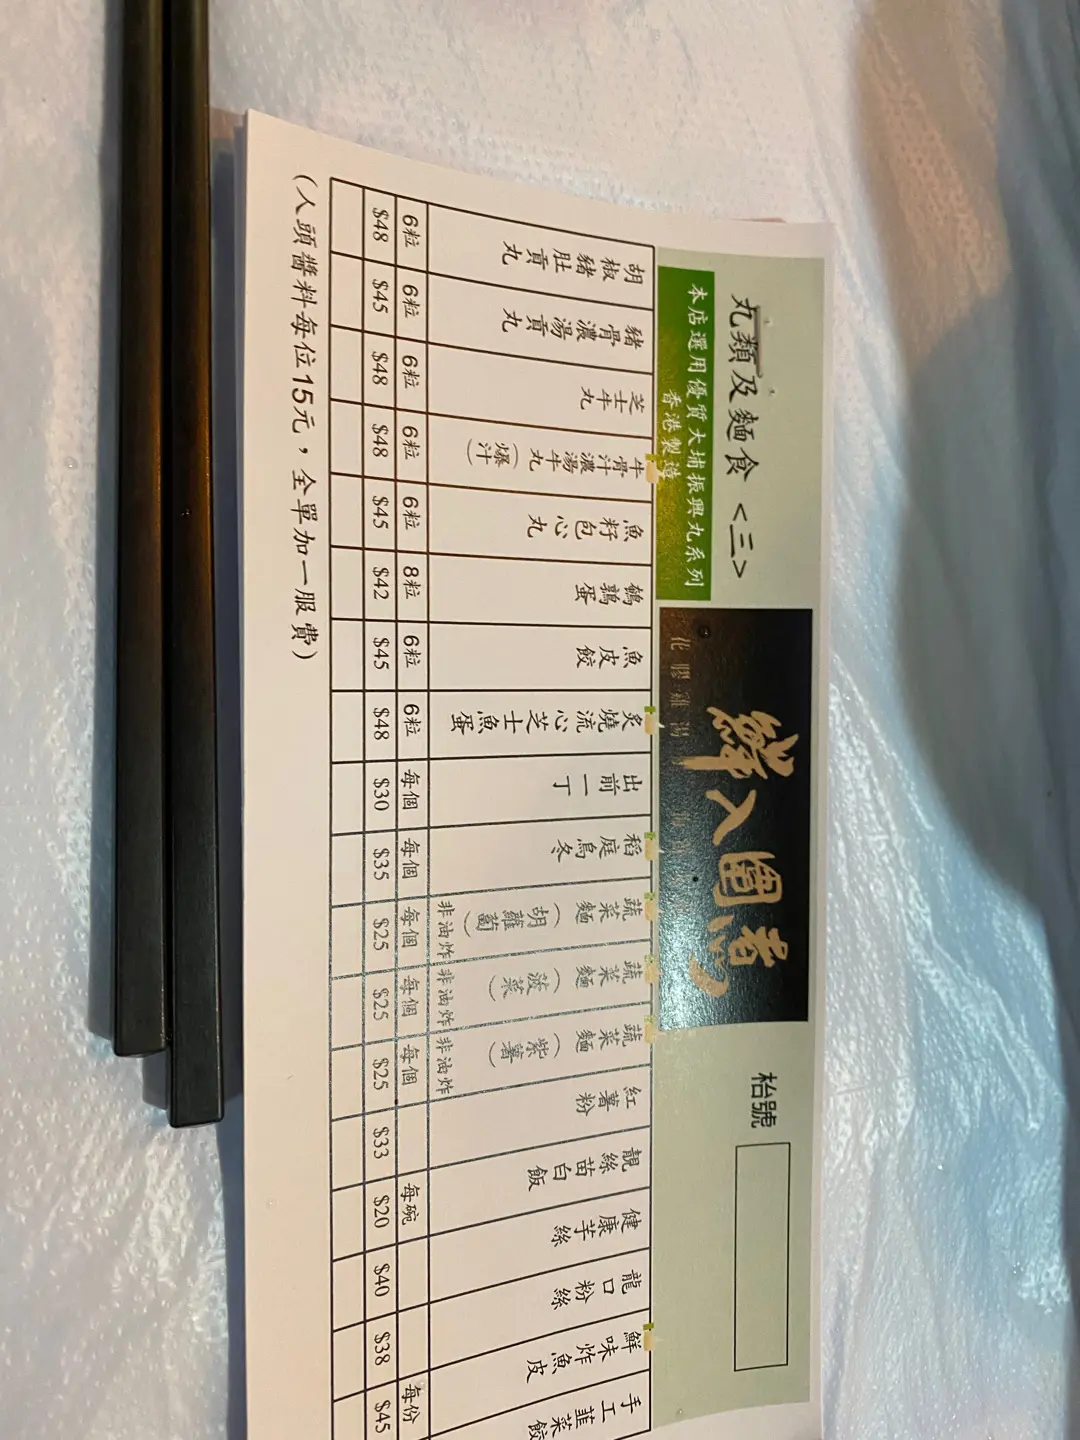 丸類及麵食<三>
本店選用優質大埔振興丸系列
香港製造
鮮入圍煮
花膠雞湯
枱號
胡椒豬肚貢丸
6粒
$48
豬骨濃湯貢丸
6粒
$45
芝士牛丸
6粒
$48
牛骨汁濃湯牛丸(爆汁)
6粒
$48
魚籽包心丸
6粒
$45
鵪鶉蛋
8粒
$42
魚皮餃
6粒
$45
炙燒流心芝士魚蛋
6粒
$48
出前一丁
每個
$30
稻庭烏冬
每個
$35
蔬菜麵(胡蘿蔔)
非油炸
每個
$25
蔬菜麵(菠菜)
非油炸
每個
$25
蔬菜麵(紫薯)
非油炸
每個
$25
紅薯粉
$33
靚絲苗白飯
每碗
$20
健康芋絲
$40
龍口粉絲
$38
鮮味炸魚皮
每份
$45
手工韭菜餃
(人頭醬料每位15元，全單加一服費)